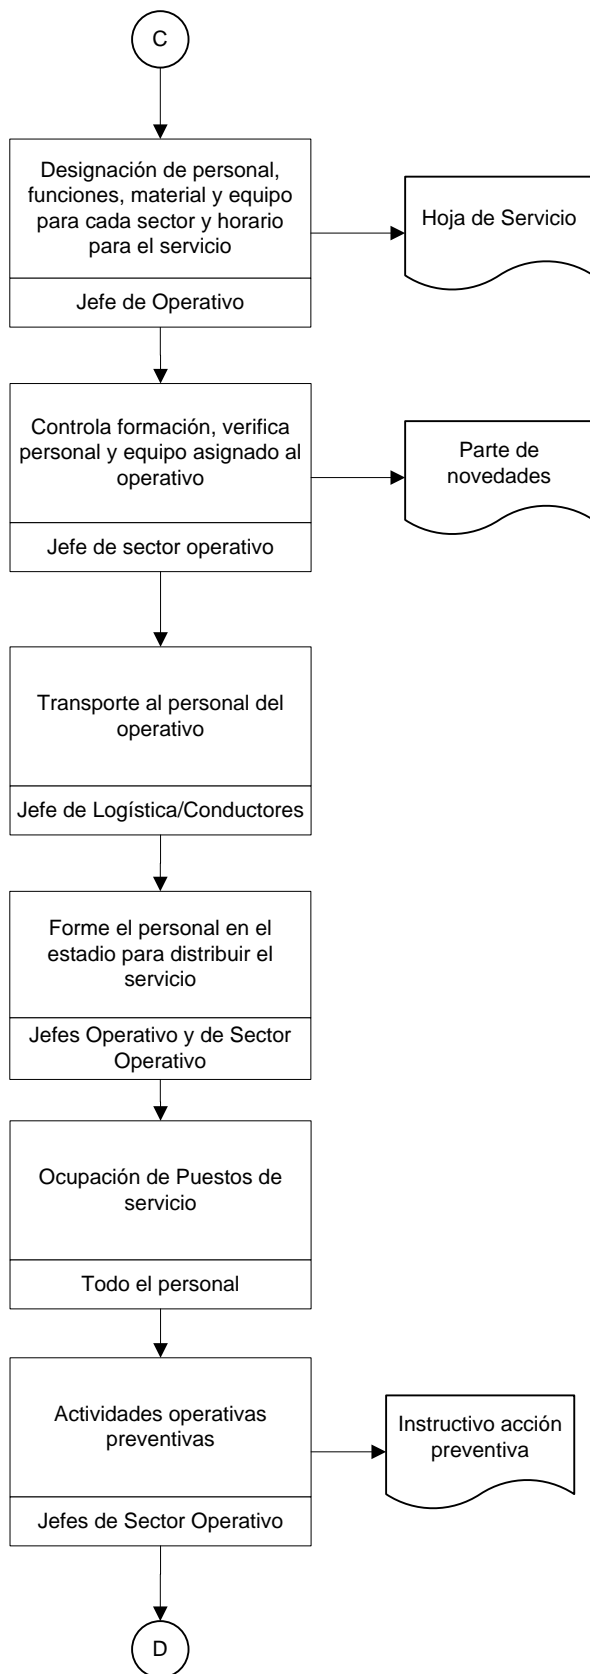 C
Designación de personal,
funciones, material y equipo
para cada sector y horario
para el servicio
Jefe de Operativo
Hoja de Servicio
Controla formación, verifica
personal y equipo asignado al
operativo
Jefe de sector operativo
Parte de
novedades
Transporte al personal del
operativo
Jefe de Logística/Conductores
Forme el personal en el
estadio para distribuir el
servicio
Jefes Operativo y de Sector
Operativo
Ocupación de Puestos de
servicio
Todo el personal
Actividades operativas
preventivas
Jefes de Sector Operativo
Instructivo acción
preventiva
D